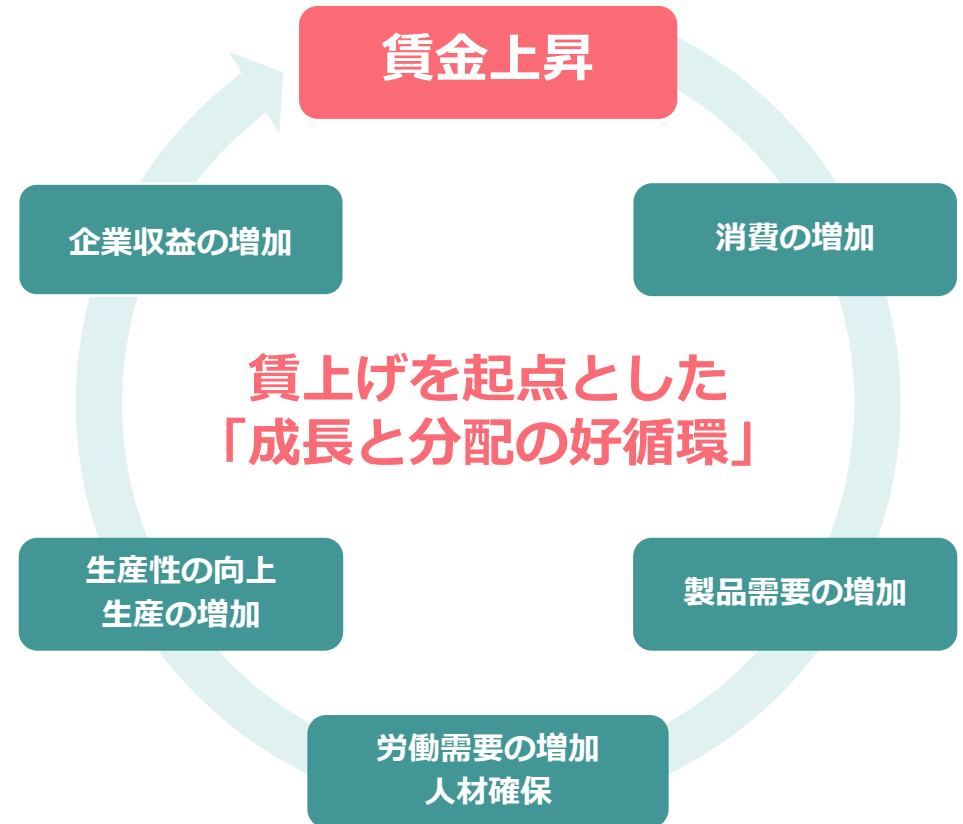 賃金上昇
消費の増加
製品需要の増加
労働需要の増加
人材確保
生産性の向上
生産の増加
企業収益の増加
賃上げを起点とした
「成長と分配の好循環」